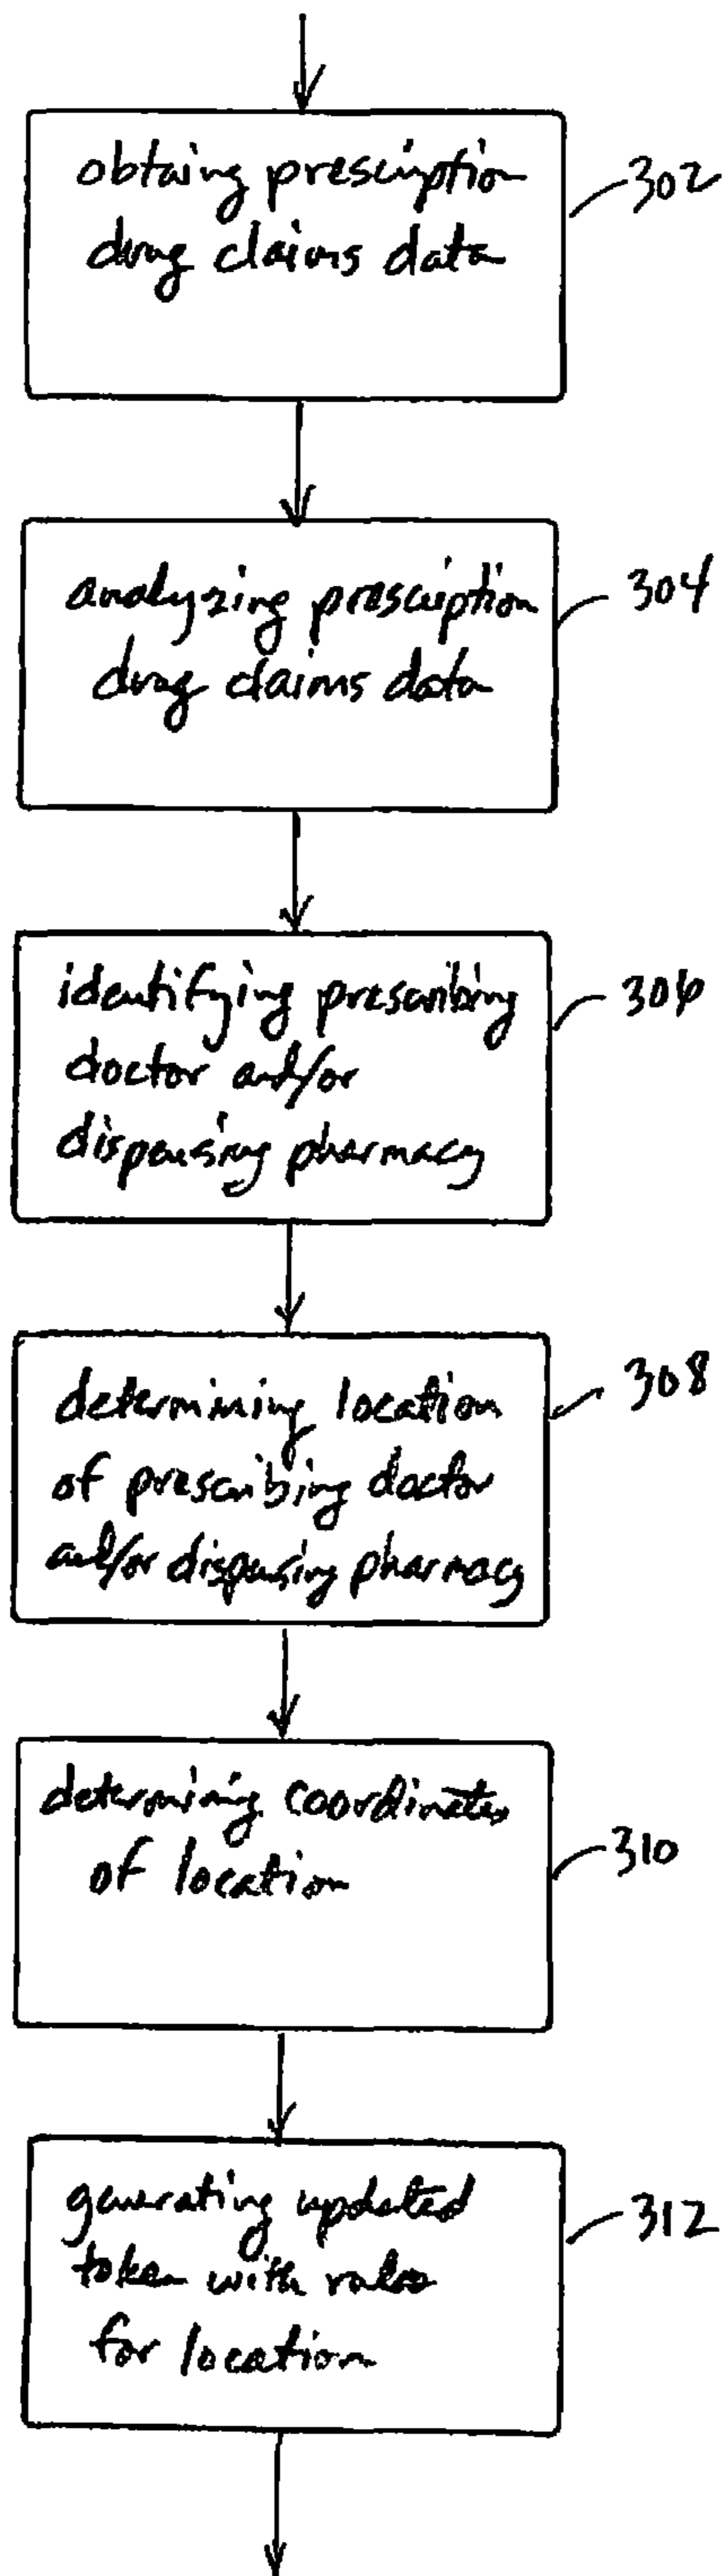 obtaing prescription
drug claims data
302
analyzing prescription
drug claims data
304
identifying prescribing
doctor and/or
dispensing pharmacy
306
determining location
of prescribing doctor
and/or dispensing pharmacy
308
determining coordinates
of location
310
generating updated
token with value
for location
312